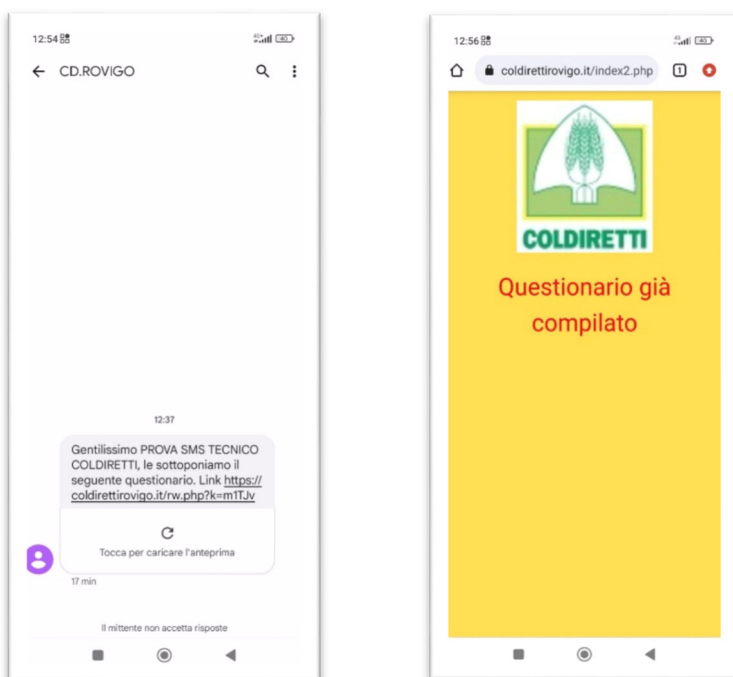 12:54
CD.ROVIGO
12:37
Gentilissimo PROVA SMS TECNICO
COLDIRETTI, le sottoponiamo il
seguente questionario. Link https://
coldirettirovigo.it/rw.php?k=m1TJv
Tocca per caricare l'anteprima
17 min
Il mittente non accetta risposte
12:56
coldirettirovigo.it/index2.php
1
COLDIRETTI
Questionario già
compilato